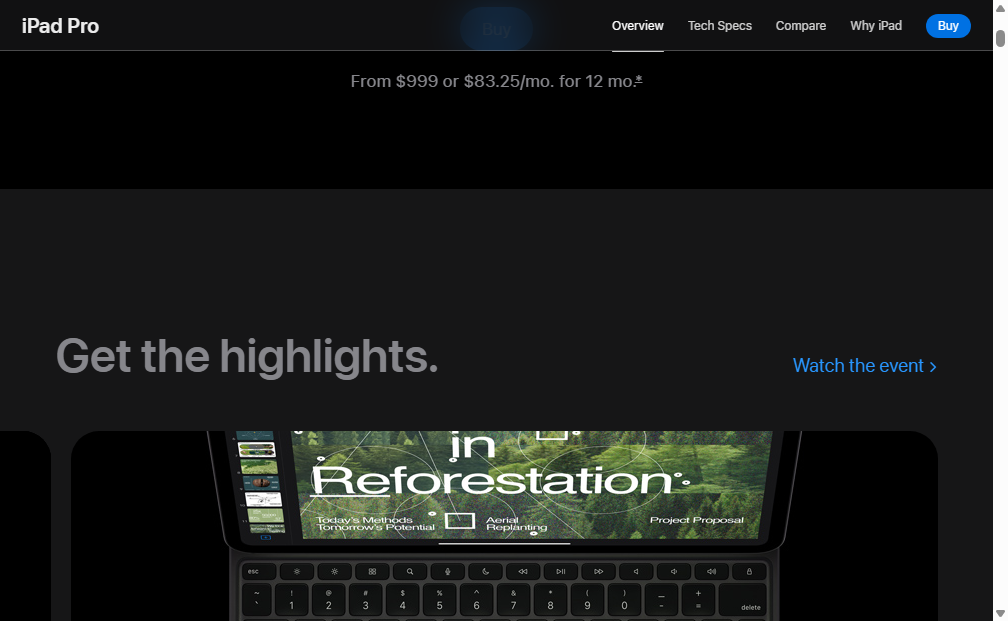 iPad Pro
Buy
Overview
Tech Specs
Compare
Why iPad
Buy
From $999 or $83.25/mo. for 12 mo.*
Get the highlights.
Watch the event >
in
Reforestation
Today's Methods
Tomorrow's Potential
Aerial
Replanting
Project Proposal
esc
~ ! @ # $ % ^ & * ( ) _ +
` 1 2 3 4 5 6 7 8 9 0 - = delete